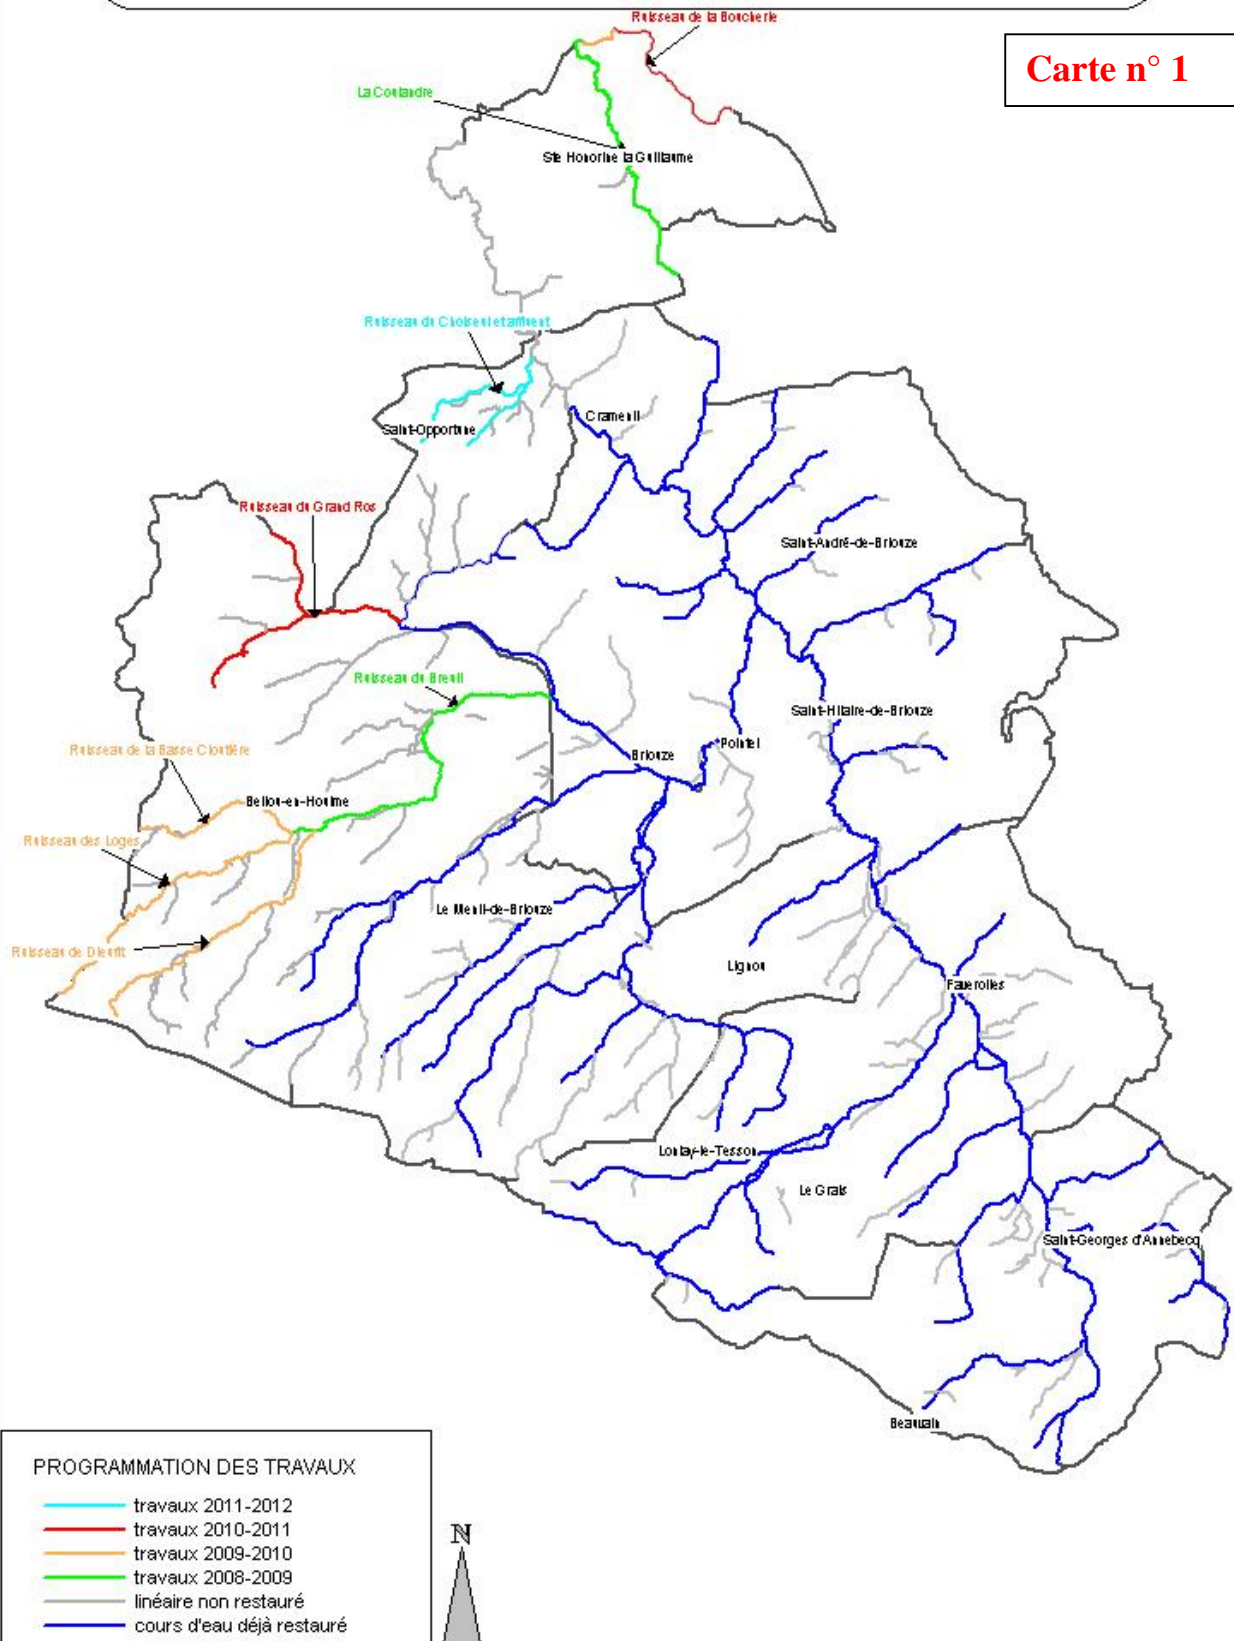 Ruisseau de la Boucherie
Carte n° 1
La Coulandre
Ste Honorine la Guillaume
Ruisseau du Choisel et affluent
Cramenil
Saint-Opportune
Ruisseau du Grand Ros
Saint-André-de-Briouze
Ruisseau du Breuil
Saint-Hilaire-de-Briouze
Ruisseau de la Basse Cloutière
Pointel
Briouze
Bellou-en-Houlme
Ruisseau des Loges
Le Menil-de-Briouze
Ruisseau de Dieufit
Lignou
Faverolles
Lonlay-le-Tesson
Le Grais
Saint-Georges d'Annebecq
Beauvain
PROGRAMMATION DES TRAVAUX
travaux 2011-2012
travaux 2010-2011
travaux 2009-2010
travaux 2008-2009
linéaire non restauré
cours d'eau déjà restauré
N